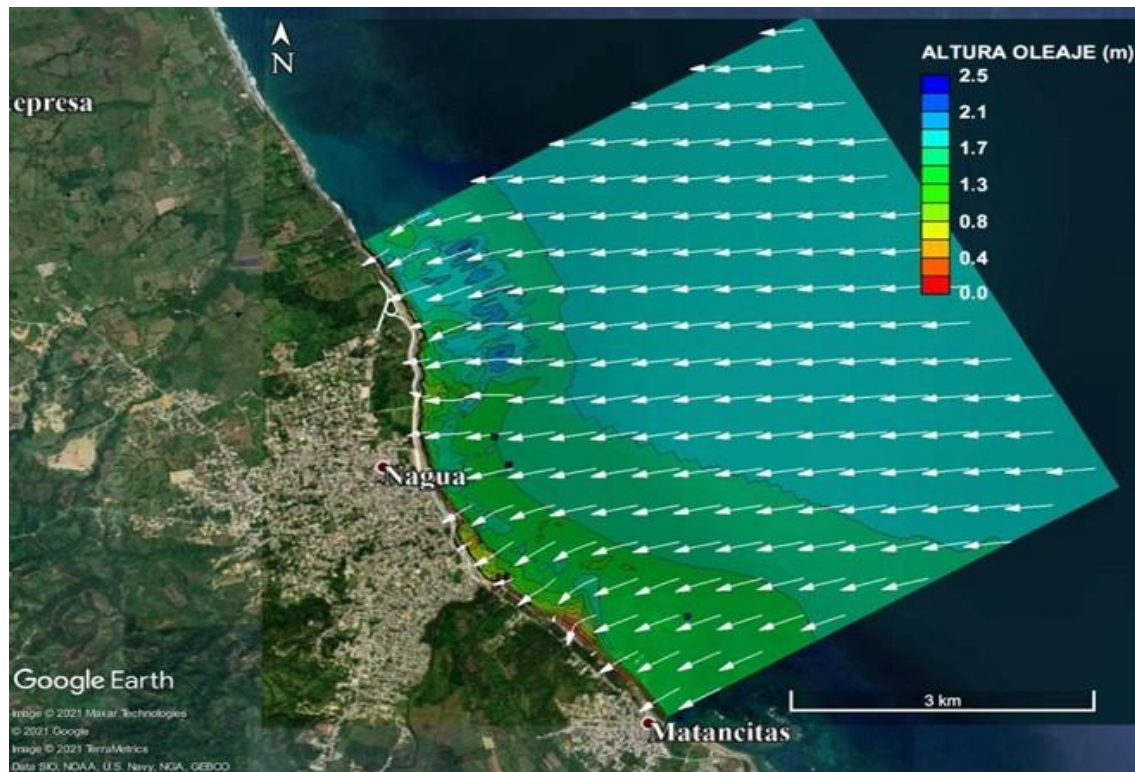 N
ALTURA OLEAJE (m)
2.5
2.1
1.7
1.3
0.8
0.4
0.0
epresa
Nagua
Matancitas
3 km
Google Earth
Image © 2021 Maxar Technologies
© 2021 Google
Image © 2021 TerraMetrics
Data SIO, NOAA, U.S. Navy, NGA, GEBCO